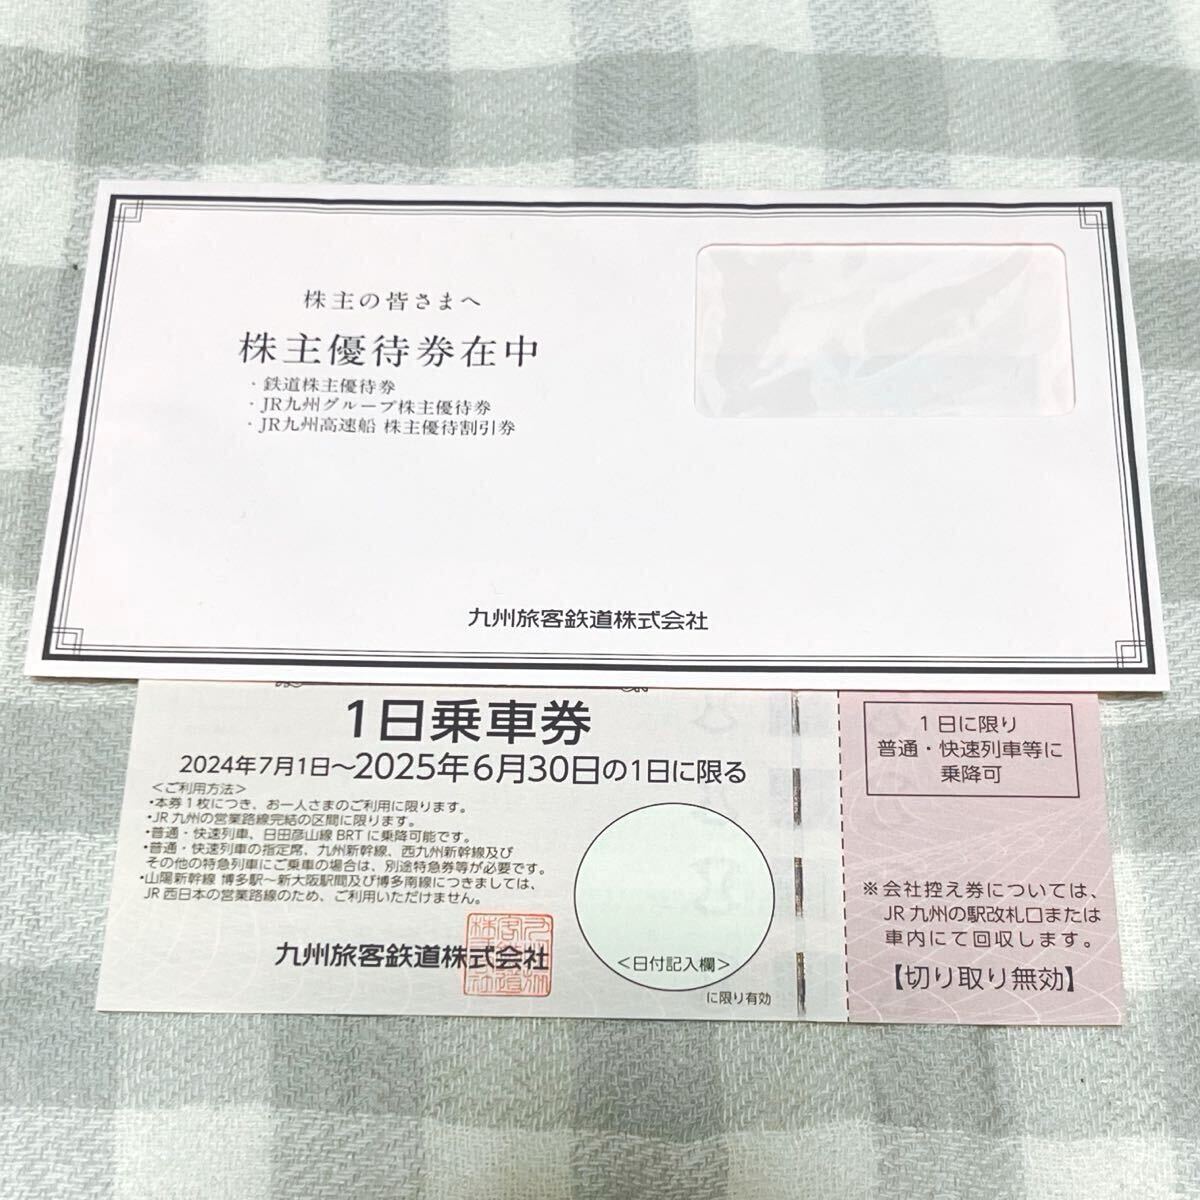 株主の皆さまへ
株主優待券在中
・鉄道株主優待券
・JR九州グループ株主優待券
・JR九州高速船 株主優待割引券
九州旅客鉄道株式会社
1日乗車券
2024年7月1日～2025年6月30日の1日に限る
＜ご利用方法＞
・本券1枚につき、お一人さまのご利用に限ります。
・JR九州の営業路線完結の区間に限ります。
・普通・快速列車、日田彦山線BRTに乗降可能です。
・普通・快速列車の指定席、九州新幹線、西九州新幹線及び
その他の特急列車にご乗車の場合は、別途特急券等が必要です。
・山陽新幹線 博多駅～新大阪駅間及び博多南線につきましては、
JR西日本の営業路線のため、ご利用いただけません。
九州旅客鉄道株式会社
＜日付記入欄＞
に限り有効
1日に限り
普通・快速列車等に
乗降可
※会社控え券については、
JR九州の駅改札口または
車内にて回収します。
【切り取り無効】